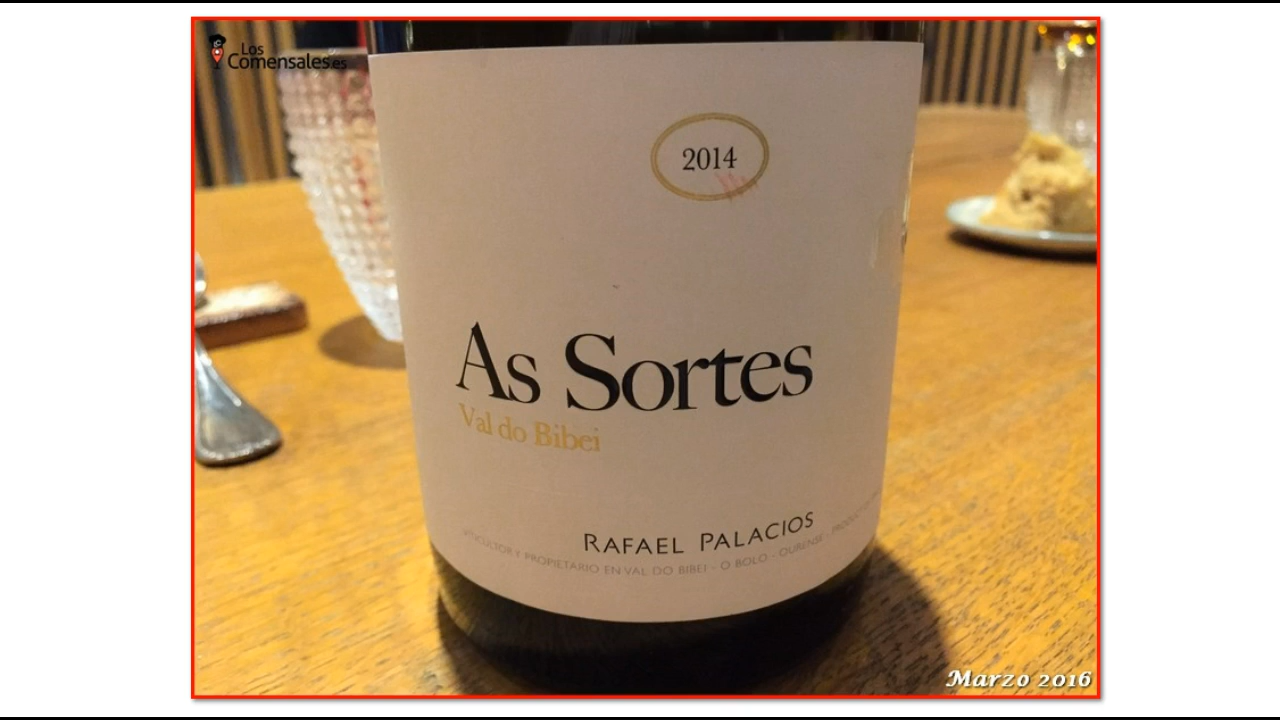 Los
Comensales.es
2014
As Sortes
Val do Bibei
RAFAEL PALACIOS
VITICULTOR Y PROPIETARIO EN VAL DO BIBEI - O BOLO - OURENSE -
Marzo 2016